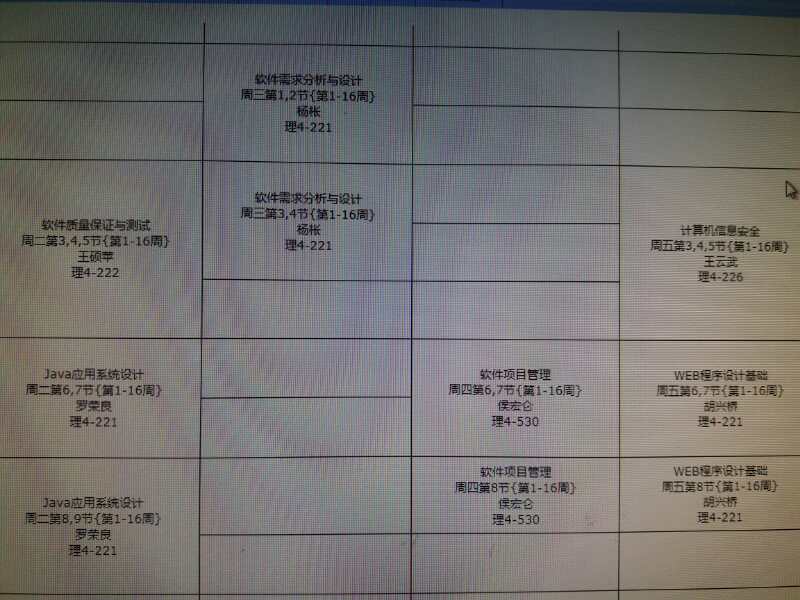 软件需求分析与设计
周三第1,2节{第1-16周}
杨枨
理4-221
软件质量保证与测试
周二第3,4,5节{第1-16周}
王硕苹
理4-222
软件需求分析与设计
周三第3,4节{第1-16周}
杨枨
理4-221
计算机信息安全
周五第3,4,5节{第1-16周}
王云武
理4-226
Java应用系统设计
周二第6,7节{第1-16周}
罗荣良
理4-221
软件项目管理
周四第6,7节{第1-16周}
侯宏仑
理4-530
WEB程序设计基础
周五第6,7节{第1-16周}
胡兴桥
理4-221
Java应用系统设计
周二第8,9节{第1-16周}
罗荣良
理4-221
软件项目管理
周四第8节{第1-16周}
侯宏仑
理4-530
WEB程序设计基础
周五第8节{第1-16周}
胡兴桥
理4-221